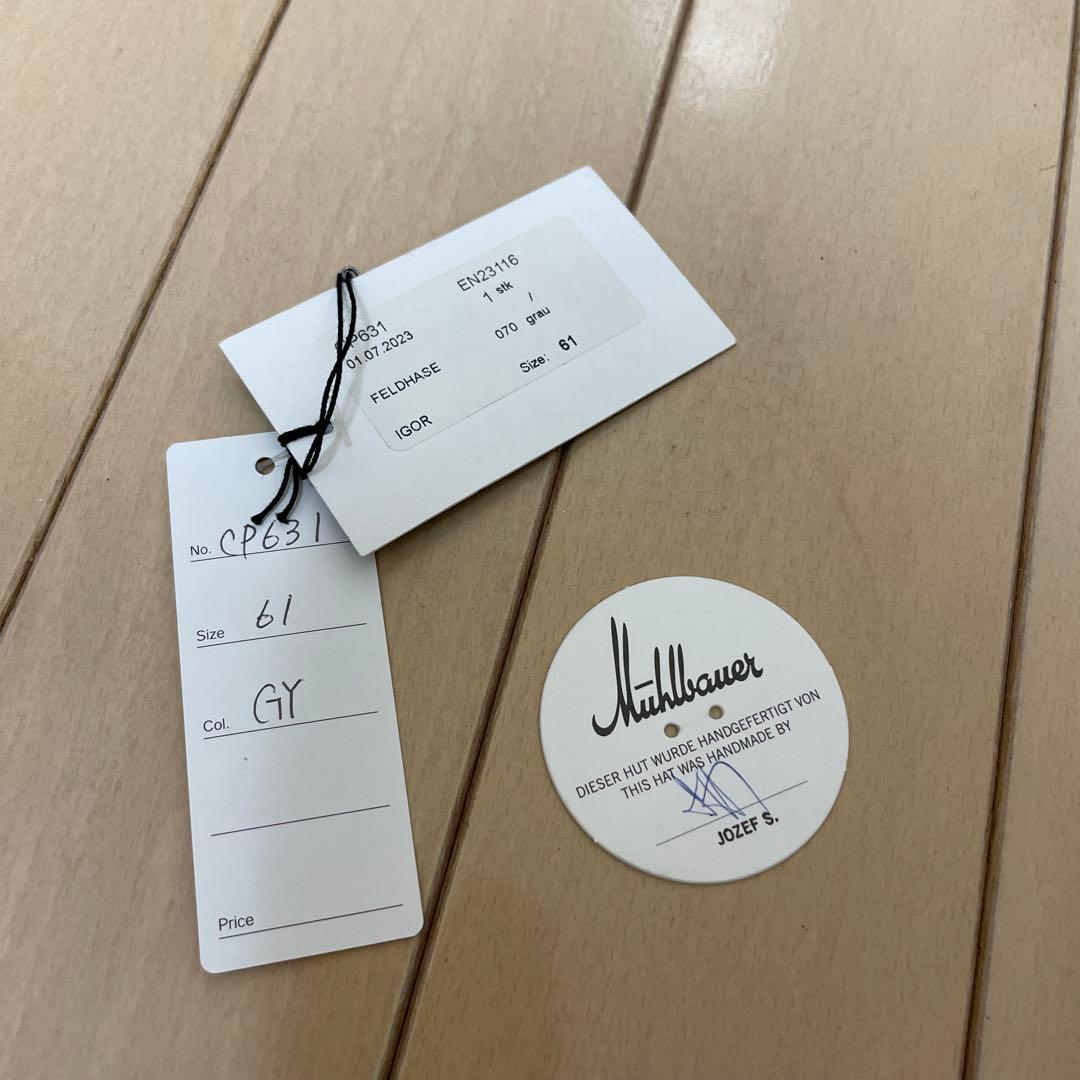 EN23116
P631
1 stk
01.07.2023
/
070 grau
FELDHASE
Size: 61
IGOR
No. CP631
Size 61
Col. GY
Price
Mühlbauer
DIESER HUT WURDE HANDGEFERTIGT VON
THIS HAT WAS HANDMADE BY
JOZEF S.